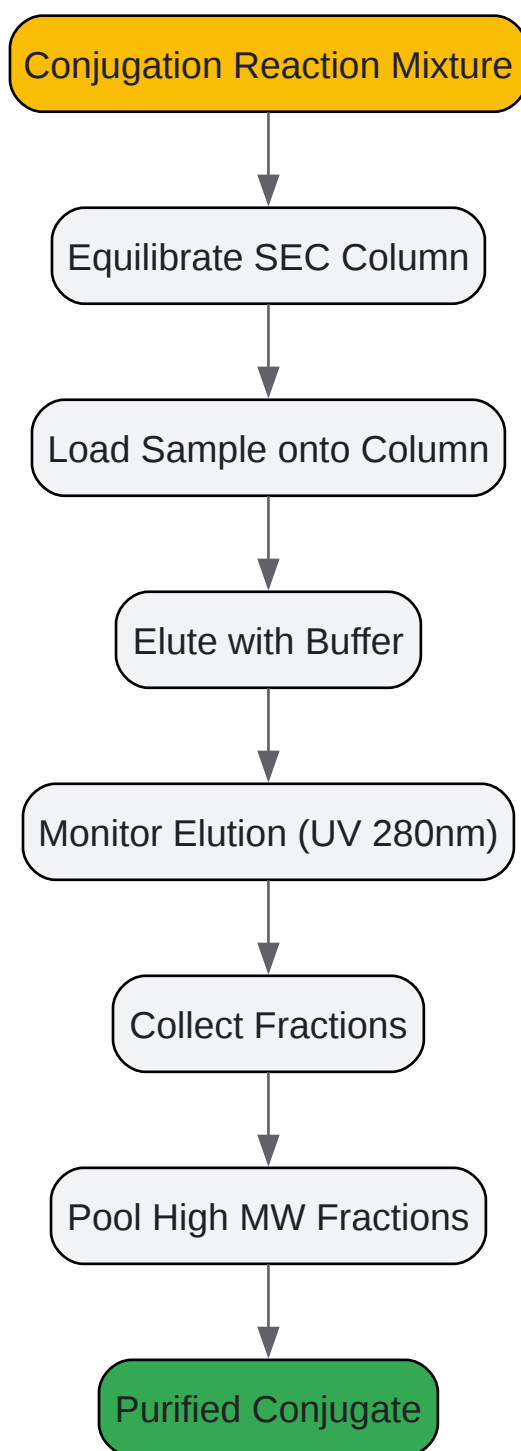 Conjugation Reaction Mixture
Equilibrate SEC Column
Load Sample onto Column
Elute with Buffer
Monitor Elution (UV 280nm)
Collect Fractions
Pool High MW Fractions
Purified Conjugate